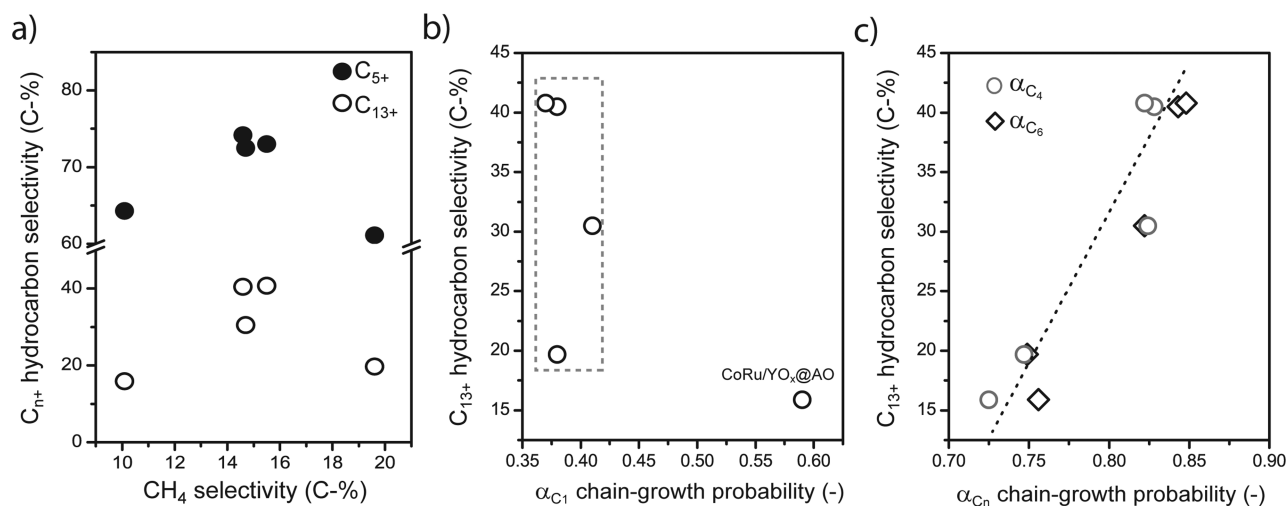 a)
C5+
C13+
Cn+ hydrocarbon selectivity (C-%)
80
70
60
40
20
0
10 12 14 16 18 20
CH4 selectivity (C-%)
b)
C13+ hydrocarbon selectivity (C-%)
45
40
35
30
25
20
15
CoRu/YOx@AO
0.35 0.40 0.45 0.50 0.55 0.60
αC1 chain-growth probability (-)
c)
αC4
αC6
C13+ hydrocarbon selectivity (C-%)
45
40
35
30
25
20
15
0.70 0.75 0.80 0.85 0.90
αCn chain-growth probability (-)